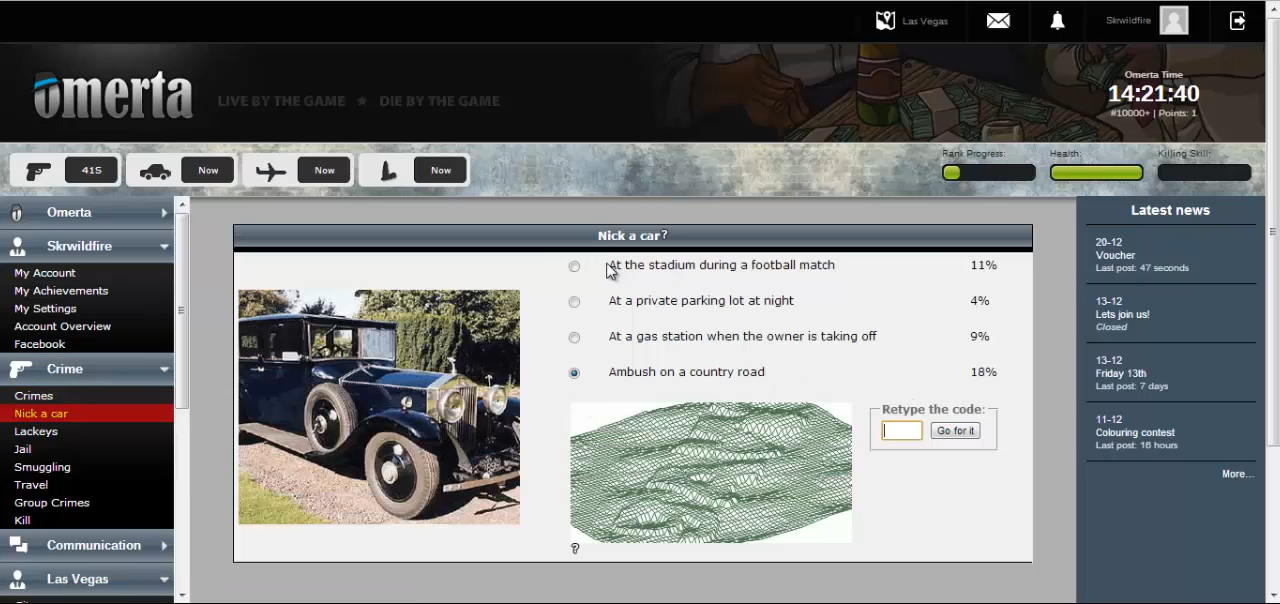 Las Vegas
Skrwildfire
Omerta
LIVE BY THE GAME ★ DIE BY THE GAME
Omerta Time
14:21:40
#10000+ | Points: 1
41S
Now
Now
Now
Rank Progress:
Health:
Killing Skill:
Omerta
Skrwildfire
My Account
My Achievements
My Settings
Account Overview
Facebook
Crime
Crimes
Nick a car
Lackeys
Jail
Smuggling
Travel
Group Crimes
Kill
Communication
Las Vegas
Nick a car?
At the stadium during a football match 11%
At a private parking lot at night 4%
At a gas station when the owner is taking off 9%
Ambush on a country road 18%
Retype the code:
Go for it
?
Latest news
20-12
Voucher
Last post: 47 seconds
13-12
Lets join us!
Closed
13-12
Friday 13th
Last post: 7 days
11-12
Colouring contest
Last post: 16 hours
More...